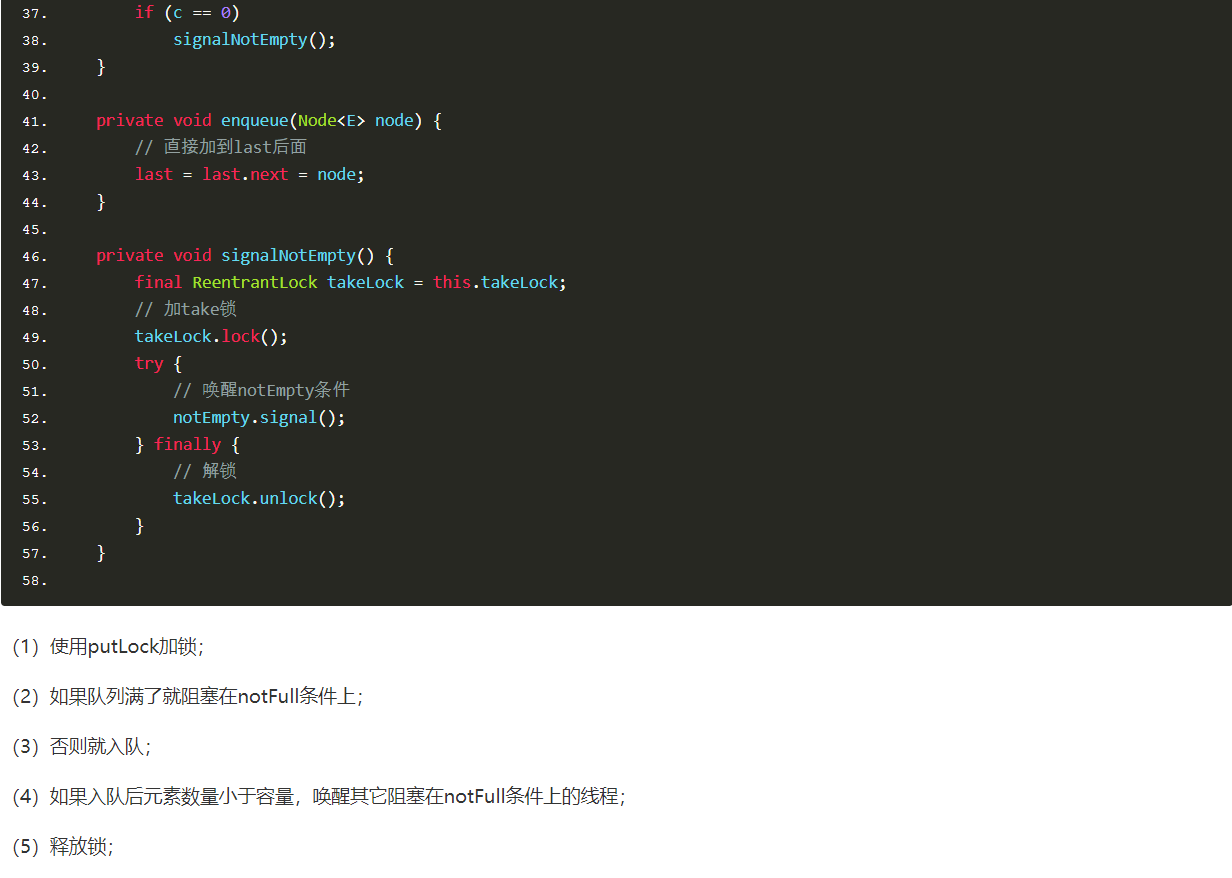 37.         if (c == 0)
38.             signalNotEmpty();
39.     }
40.
41.     private void enqueue(Node<E> node) {
42.         // 直接加到last后面
43.         last = last.next = node;
44.     }
45.
46.     private void signalNotEmpty() {
47.         final ReentrantLock takeLock = this.takeLock;
48.         // 加take锁
49.         takeLock.lock();
50.         try {
51.             // 唤醒notEmpty条件
52.             notEmpty.signal();
53.         } finally {
54.             // 解锁
55.             takeLock.unlock();
56.         }
57.     }
58.
（1）使用putLock加锁；
（2）如果队列满了就阻塞在notFull条件上；
（3）否则就入队；
（4）如果入队后元素数量小于容量，唤醒其它阻塞在notFull条件上的线程；
（5）释放锁；